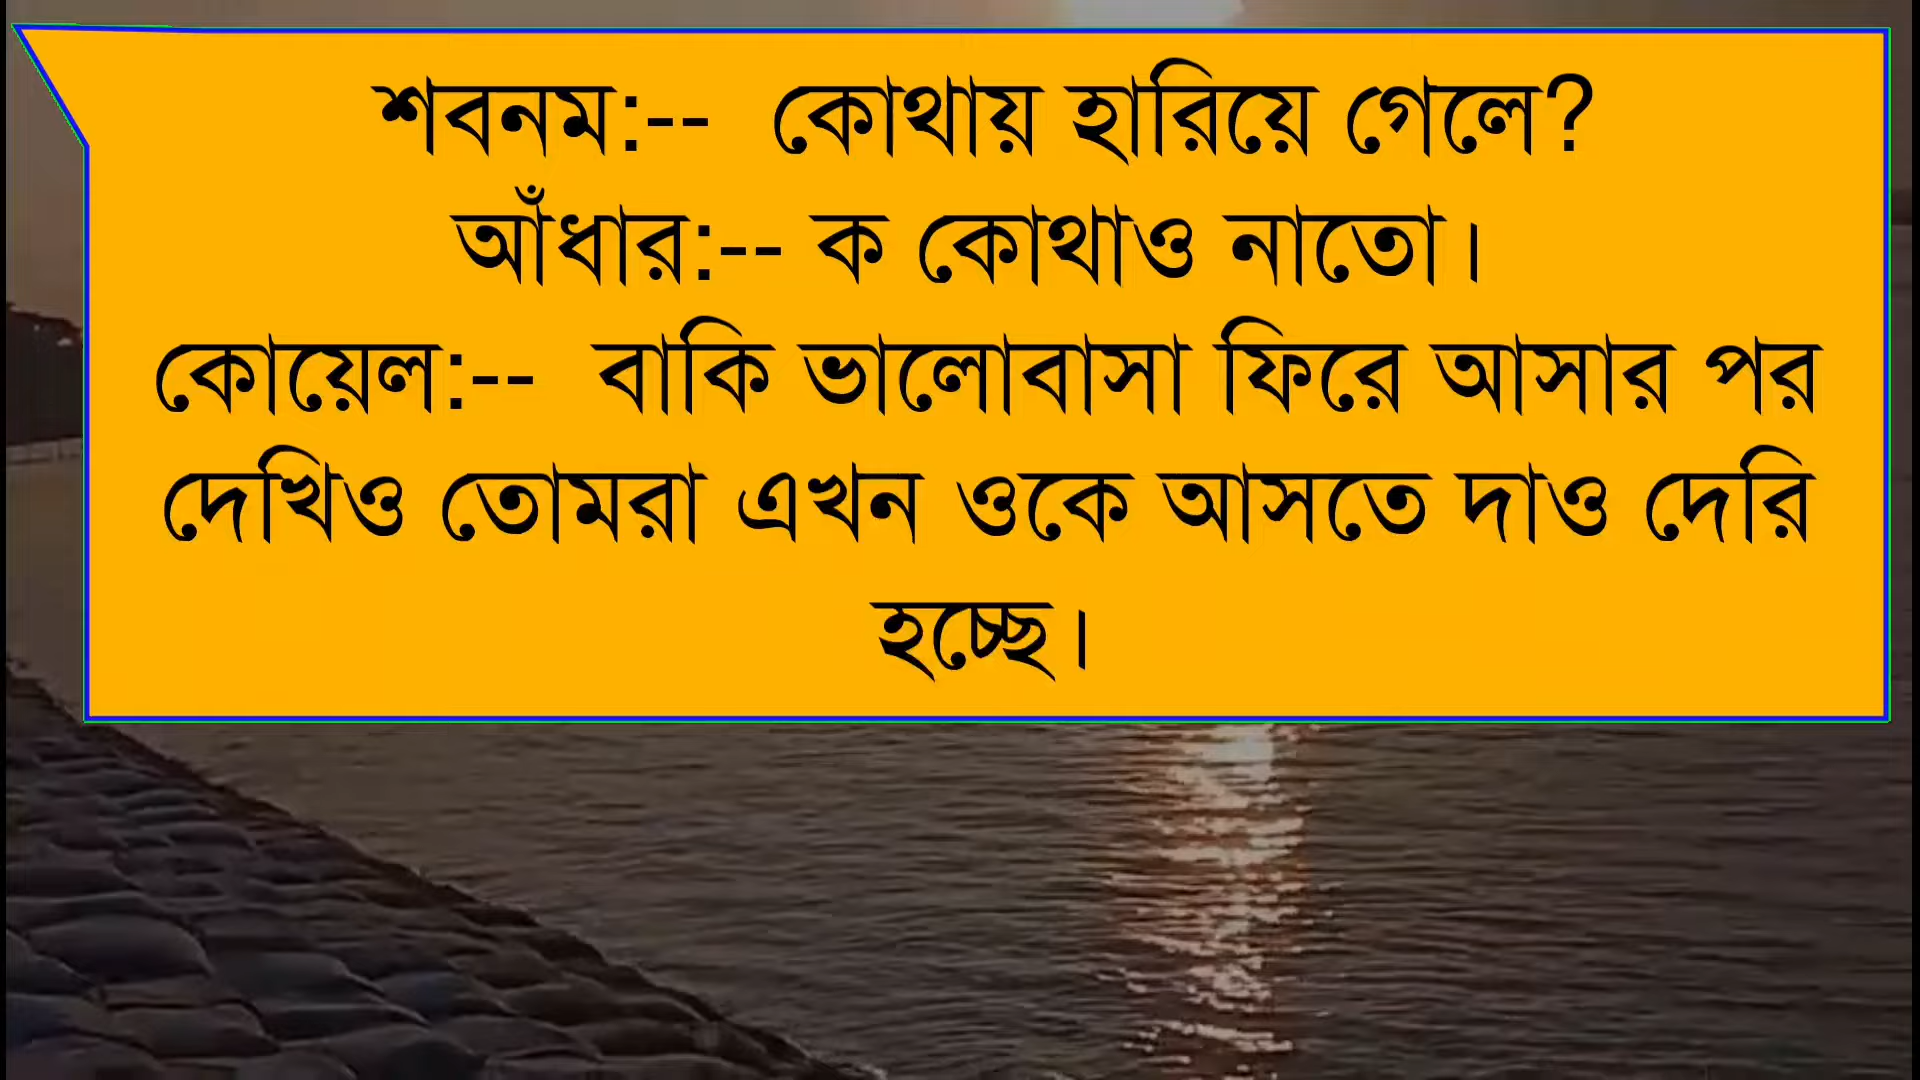 শবনম:-- কোথায় হারিয়ে গেলে?
আঁধার:-- ক কোথাও নাতো।
কোয়েল:-- বাকি ভালোবাসা ফিরে আসার পর
দেখিও তোমরা এখন ওকে আসতে দাও দেরি
হচ্ছে।